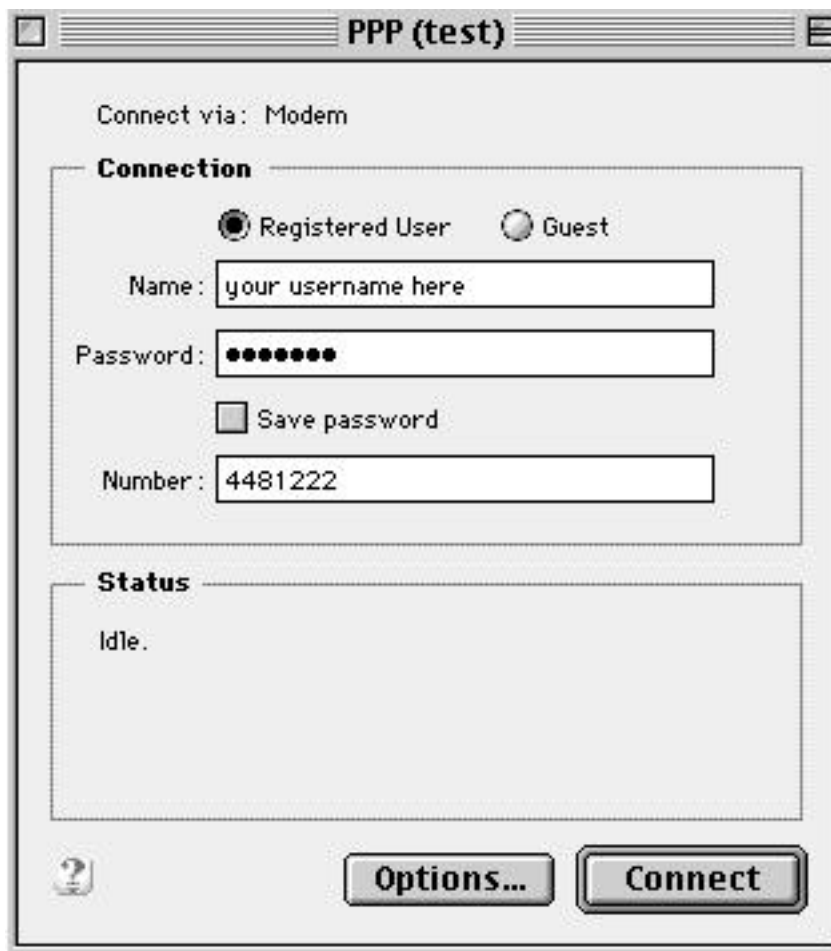 PPP (test)
Connect via: Modem
Connection
Registered User Guest
Name: your username here
Password: •••••••
Save password
Number: 4481222
Status
Idle.
? Options... Connect